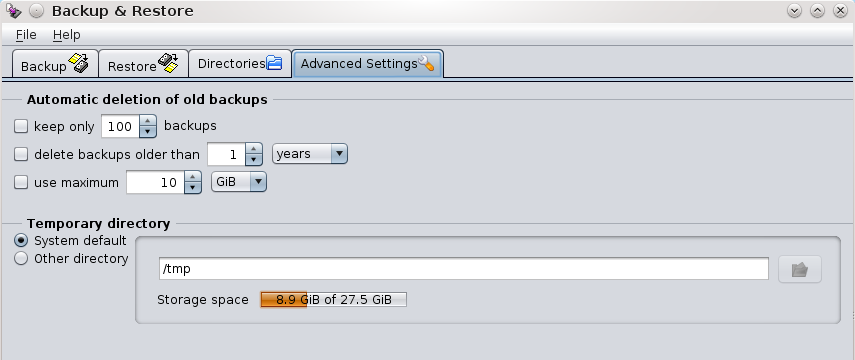 Backup & Restore
File Help
Backup Restore Directories Advanced Settings
Automatic deletion of old backups
keep only 100 backups
delete backups older than 1 years
use maximum 10 GiB
Temporary directory
System default
Other directory
/tmp
Storage space 8.9 GiB of 27.5 GiB